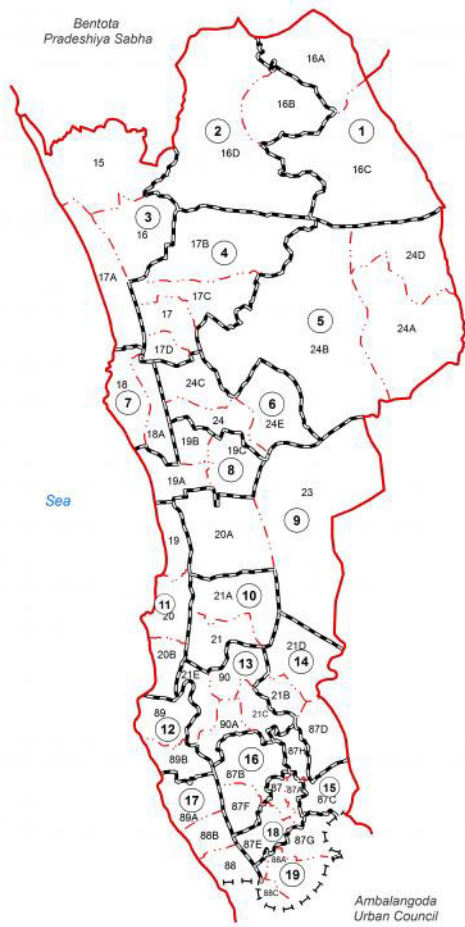 Bentota
Pradeshiya Sabha
16A
16B
2
1
16D
15
16C
3
16
17B
4
24D
17A
17C
17
5
24A
17D
24B
18
24C
7
6
24
24E
18A
19B
19C
8
19A
23
Sea
9
19
20A
21A
10
11
20
21
21D
20B
13
14
21E
90
21B
89
21C
12
90A
87D
87H
89B
16
87B
87
87A
15
17
87C
89A
87F
18
88B
87G
87E
88A
88
19
88C
Ambalangoda
Urban Council